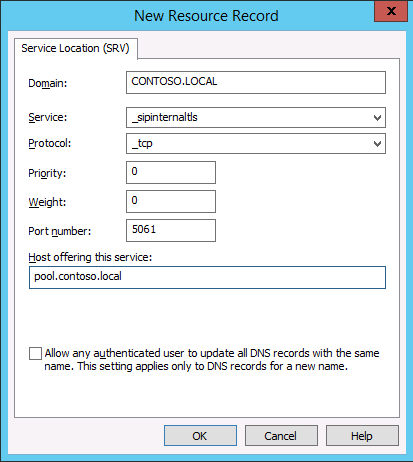 New Resource Record
x
Service Location (SRV)
Domain: CONTOSO.LOCAL
Service: _sipinternaltls
Protocol: _tcp
Priority: 0
Weight: 0
Port number: 5061
Host offering this service:
pool.contoso.local
Allow any authenticated user to update all DNS records with the same
name. This setting applies only to DNS records for a new name.
OK Cancel Help